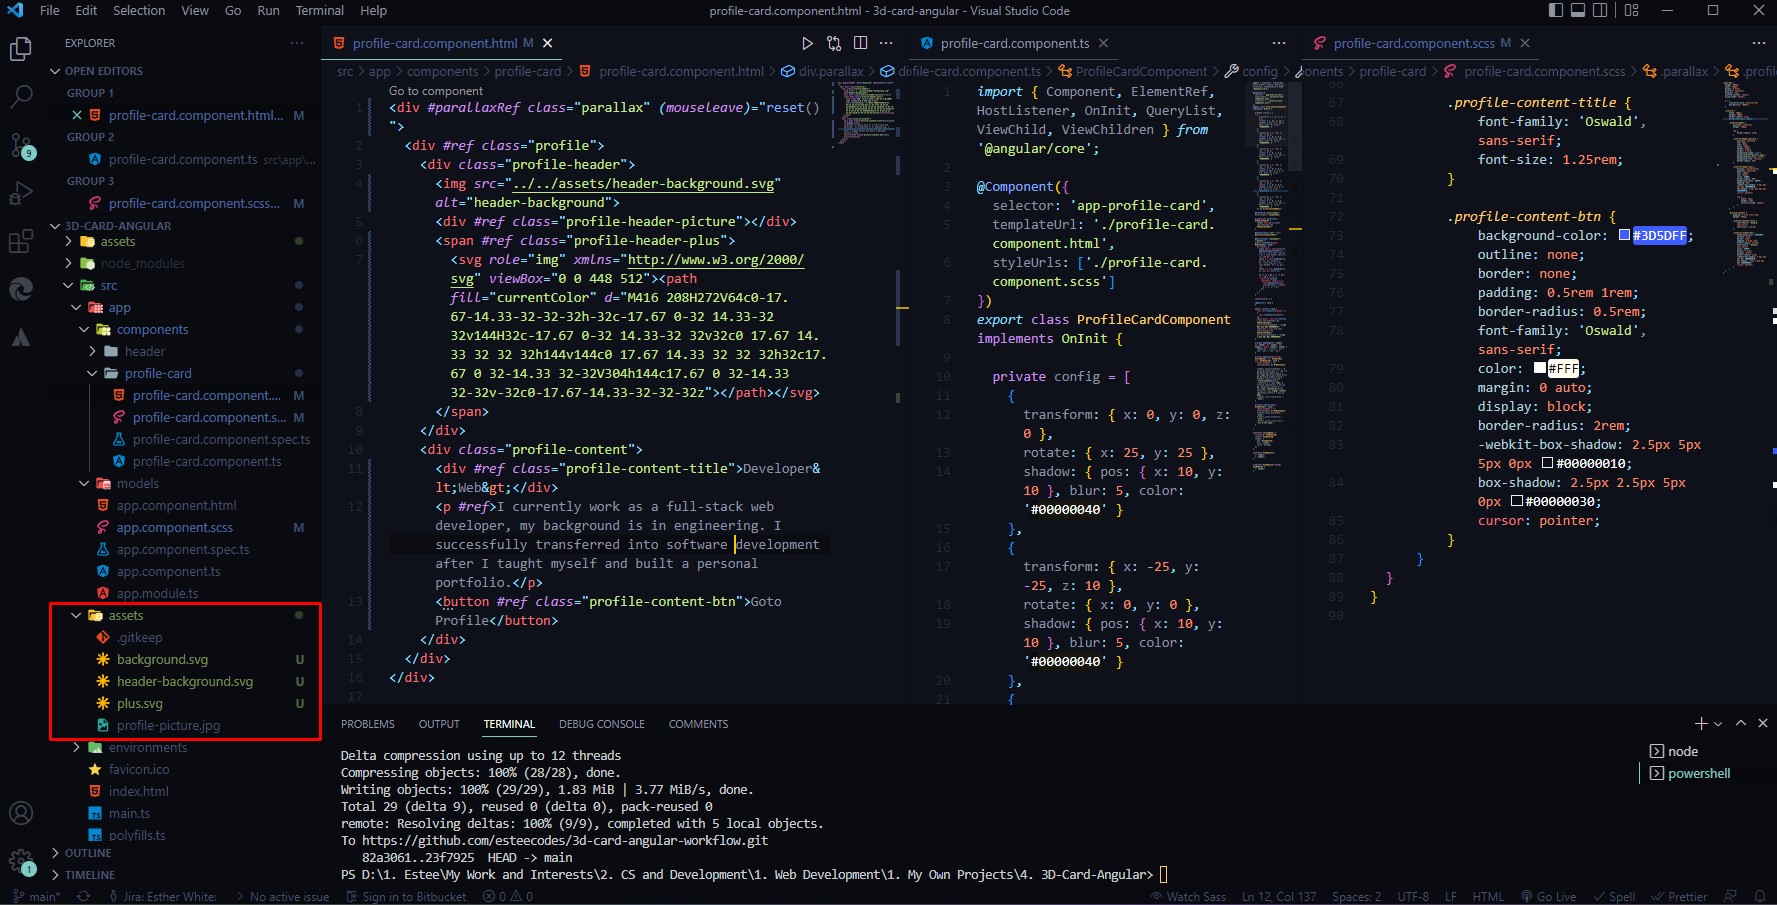 File Edit Selection View Go Run Terminal Help
profile-card.component.html - 3d-card-angular - Visual Studio Code
EXPLORER
OPEN EDITORS
GROUP 1
profile-card.component.html... M
GROUP 2
profile-card.component.ts src\app\...
GROUP 3
profile-card.component.scss... M
3D-CARD-ANGULAR
assets
node_modules
src
app
components
header
profile-card
profile-card.component.... M
profile-card.component.s... M
profile-card.component.spec.ts
profile-card.component.ts
models
app.component.html
app.component.scss M
app.component.spec.ts
app.component.ts
app.module.ts
assets
.gitkeep
background.svg U
header-background.svg U
plus.svg U
profile-picture.jpg
environments
favicon.ico
index.html
main.ts
polyfills.ts
OUTLINE
TIMELINE
9
1
profile-card.component.html M
src > app > components > profile-card > profile-card.component.html > div.parallax > di
Go to component
1 <div #parallaxRef class="parallax" (mouseleave)="reset()
">
2 <div #ref class="profile">
3 <div class="profile-header">
4 <img src="../../assets/header-background.svg"
alt="header-background">
5 <div #ref class="profile-header-picture"></div>
6 <span #ref class="profile-header-plus">
7 <svg role="img" xmlns="http://www.w3.org/2000/
svg" viewBox="0 0 448 512"><path
fill="currentColor" d="M416 208H272V64c0-17.
67-14.33-32-32-32h-32c-17.67 0-32 14.33-32
32v144H32c-17.67 0-32 14.33-32 32v32c0 17.67 14.
33 32 32 32h144v144c0 17.67 14.33 32 32 32h32c17.
67 0 32-14.33 32-32V304h144c17.67 0 32-14.33
32-32v-32c0-17.67-14.33-32-32-32z"></path></svg>
8 </span>
9 </div>
10 <div class="profile-content">
11 <div #ref class="profile-content-title">Developer&
lt;Web&gt;</div>
12 <p #ref>I currently work as a full-stack web
developer, my background is in engineering. I
successfully transferred into software development
after I taught myself and built a personal
portfolio.</p>
13 <button #ref class="profile-content-btn">Goto
Profile</button>
14 </div>
15 </div>
16 </div>
17
profile-card.component.ts
file-card.component.ts > ProfileCardComponent > config >
1 import { Component, ElementRef,
HostListener, OnInit, QueryList,
ViewChild, ViewChildren } from
'@angular/core';
2
3 @Component({
4 selector: 'app-profile-card',
5 templateUrl: './profile-card.
component.html',
6 styleUrls: ['./profile-card.
component.scss']
7 })
8 export class ProfileCardComponent
implements OnInit {
9
10 private config = [
11 {
12 transform: { x: 0, y: 0, z:
0 },
13 rotate: { x: 25, y: 25 },
14 shadow: { pos: { x: 10, y:
10 }, blur: 5, color:
'#00000040' }
15 },
16 {
17 transform: { x: -25, y:
-25, z: 10 },
18 rotate: { x: 0, y: 0 },
19 shadow: { pos: { x: 10, y:
10 }, blur: 5, color:
'#00000040' }
20 },
21 {
profile-card.component.scss M
onents > profile-card > profile-card.component.scss > .parallax > .profil
66
67 .profile-content-title {
68 font-family: 'Oswald',
sans-serif;
69 font-size: 1.25rem;
70 }
71
72 .profile-content-btn {
73 background-color: #3D5DFF;
74 outline: none;
75 border: none;
76 padding: 0.5rem 1rem;
77 border-radius: 0.5rem;
78 font-family: 'Oswald',
sans-serif;
79 color: #FFF;
80 margin: 0 auto;
81 display: block;
82 border-radius: 2rem;
83 -webkit-box-shadow: 2.5px 5px
5px 0px #00000010;
84 box-shadow: 2.5px 2.5px 5px
0px #00000030;
85 cursor: pointer;
86 }
87 }
88 }
89 }
90
PROBLEMS OUTPUT TERMINAL DEBUG CONSOLE COMMENTS
Delta compression using up to 12 threads
Compressing objects: 100% (28/28), done.
Writing objects: 100% (29/29), 1.83 MiB | 3.77 MiB/s, done.
Total 29 (delta 9), reused 0 (delta 0), pack-reused 0
remote: Resolving deltas: 100% (9/9), completed with 5 local objects.
To https://github.com/esteecodes/3d-card-angular-workflow.git
82a3061..23f7925 HEAD -> main
PS D:\1. Estee\My Work and Interests\2. CS and Development\1. Web Development\1. My Own Projects\4. 3D-Card-Angular>
node
powershell
main* Jira: Esther White: No active issue Sign in to Bitbucket 0 0 Watch Sass Ln 12, Col 137 Spaces: 2 UTF-8 LF HTML Go Live Spell Prettier